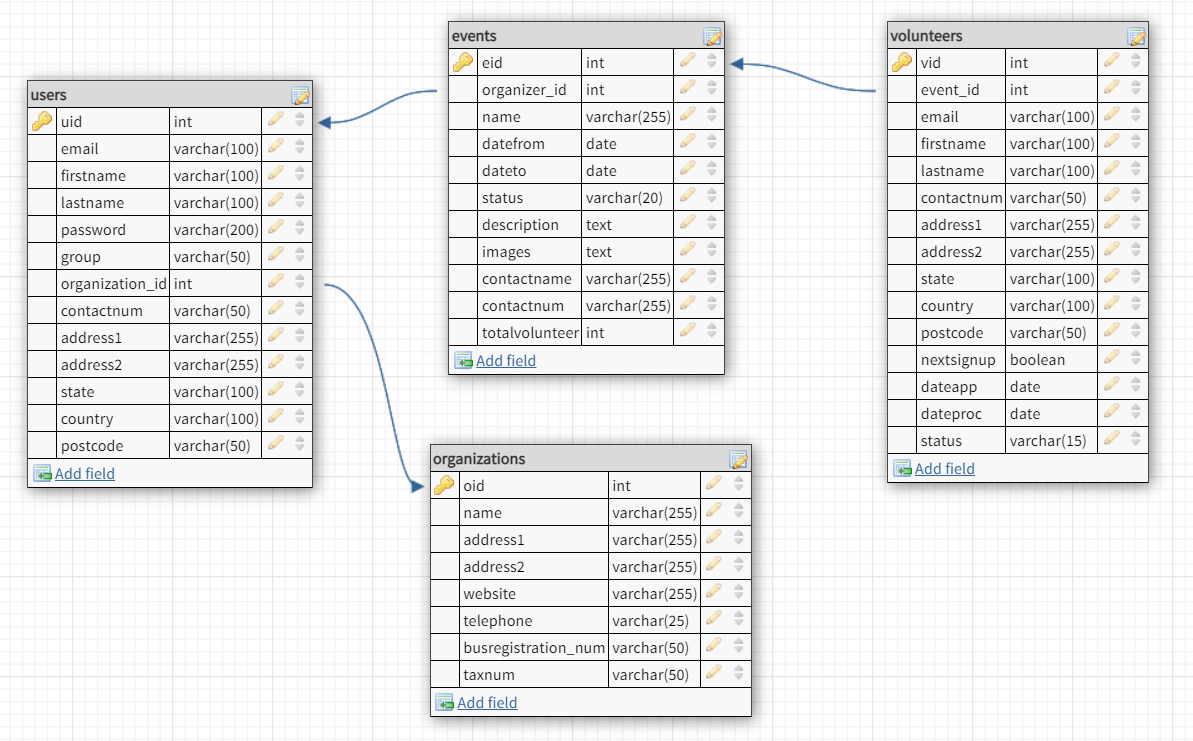 users
uid int
email varchar(100)
firstname varchar(100)
lastname varchar(100)
password varchar(200)
group varchar(50)
organization_id int
contactnum varchar(50)
address1 varchar(255)
address2 varchar(255)
state varchar(100)
country varchar(100)
postcode varchar(50)
Add field
events
eid int
organizer_id int
name varchar(255)
datefrom date
dateto date
status varchar(20)
description text
images text
contactname varchar(255)
contactnum varchar(255)
totalvolunteer int
Add field
organizations
oid int
name varchar(255)
address1 varchar(255)
address2 varchar(255)
website varchar(255)
telephone varchar(25)
busregistration_num varchar(50)
taxnum varchar(50)
Add field
volunteers
vid int
event_id int
email varchar(100)
firstname varchar(100)
lastname varchar(100)
contactnum varchar(50)
address1 varchar(255)
address2 varchar(255)
state varchar(100)
country varchar(100)
postcode varchar(50)
nextsignup boolean
dateapp date
dateproc date
status varchar(15)
Add field